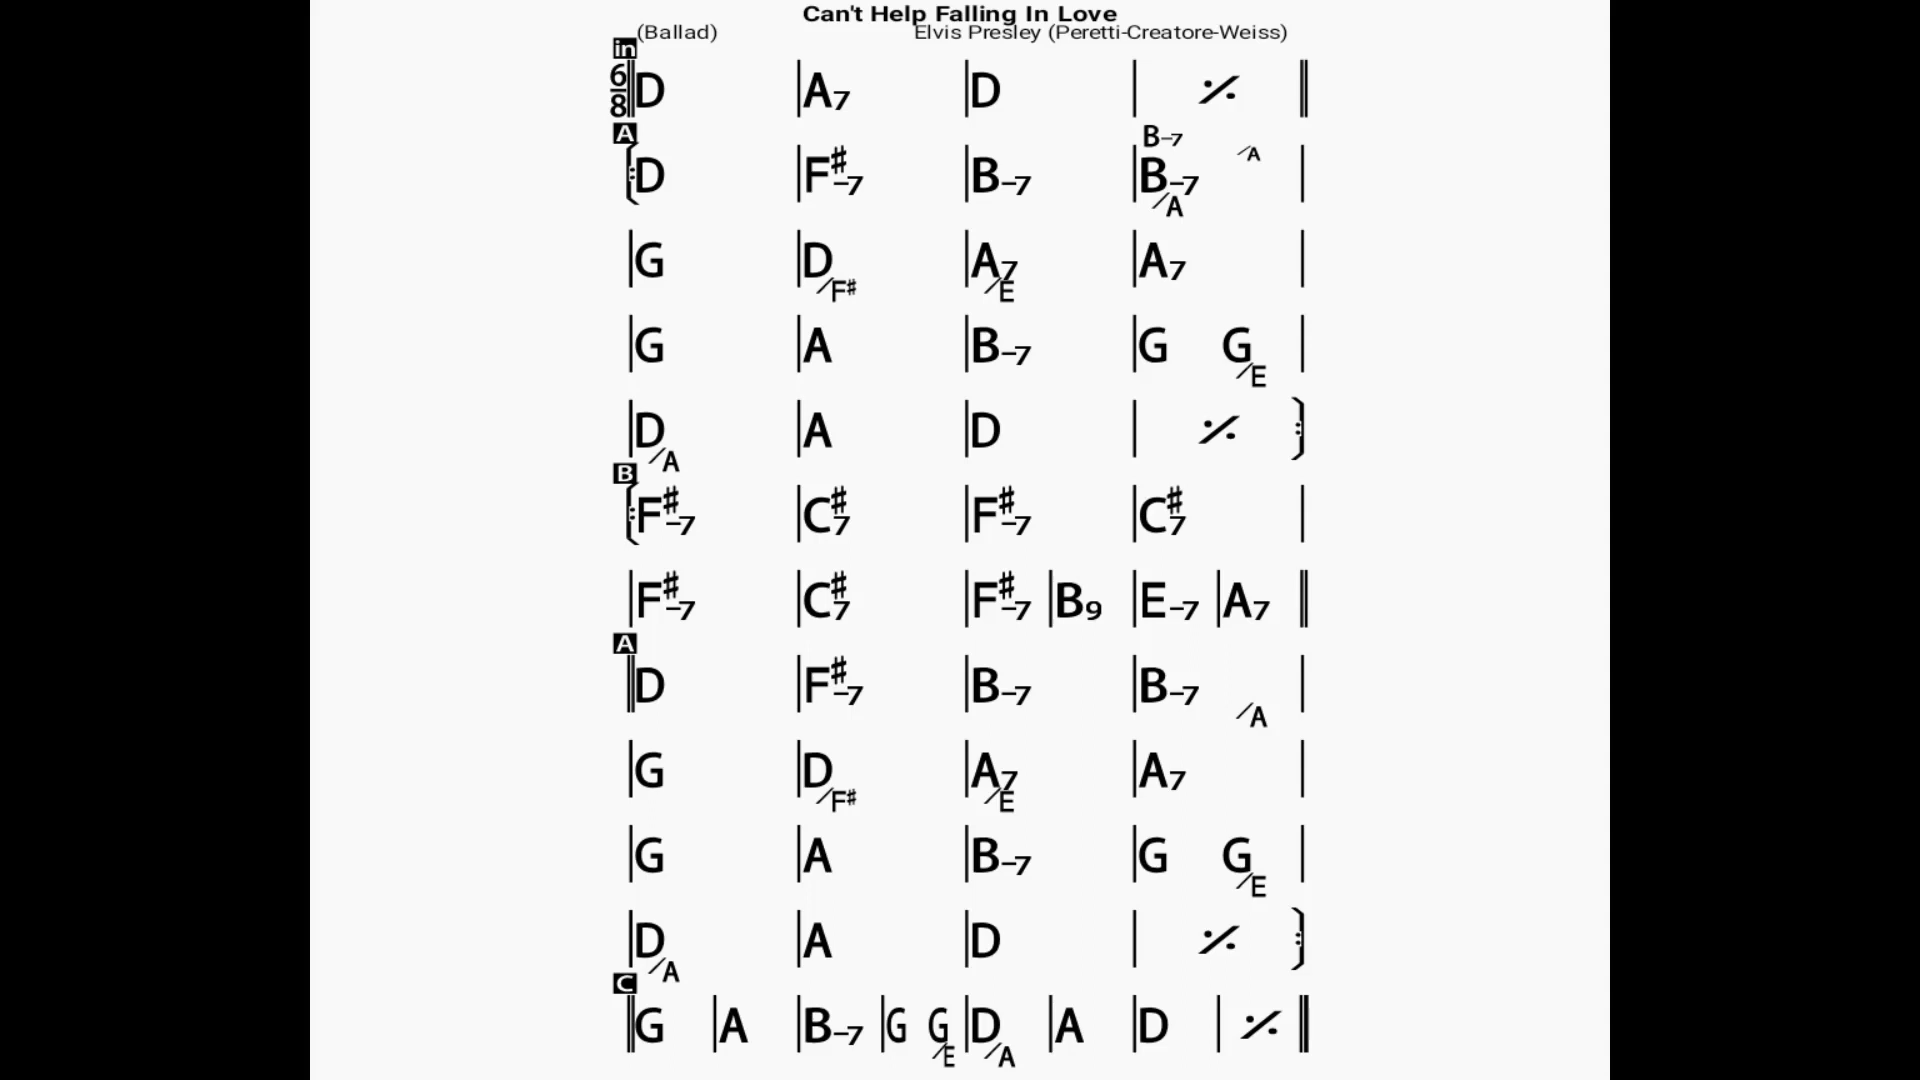 Can't Help Falling In Love
(Ballad) Elvis Presley (Peretti-Creatore-Weiss)
in
6/8 D A7 D 𝄎
A
B–7 /A
D F♯–7 B–7 B–7/A
G D/F♯ A7/E A7
G A B–7 G G/E
D/A A D 𝄎
B
F♯–7 C♯7 F♯–7 C♯7
F♯–7 C♯7 F♯–7 B9 E–7 A7
A
D F♯–7 B–7 B–7 /A
G D/F♯ A7/E A7
G A B–7 G G/E
D/A A D 𝄎
C
G A B–7 G G/E D/A A D 𝄎